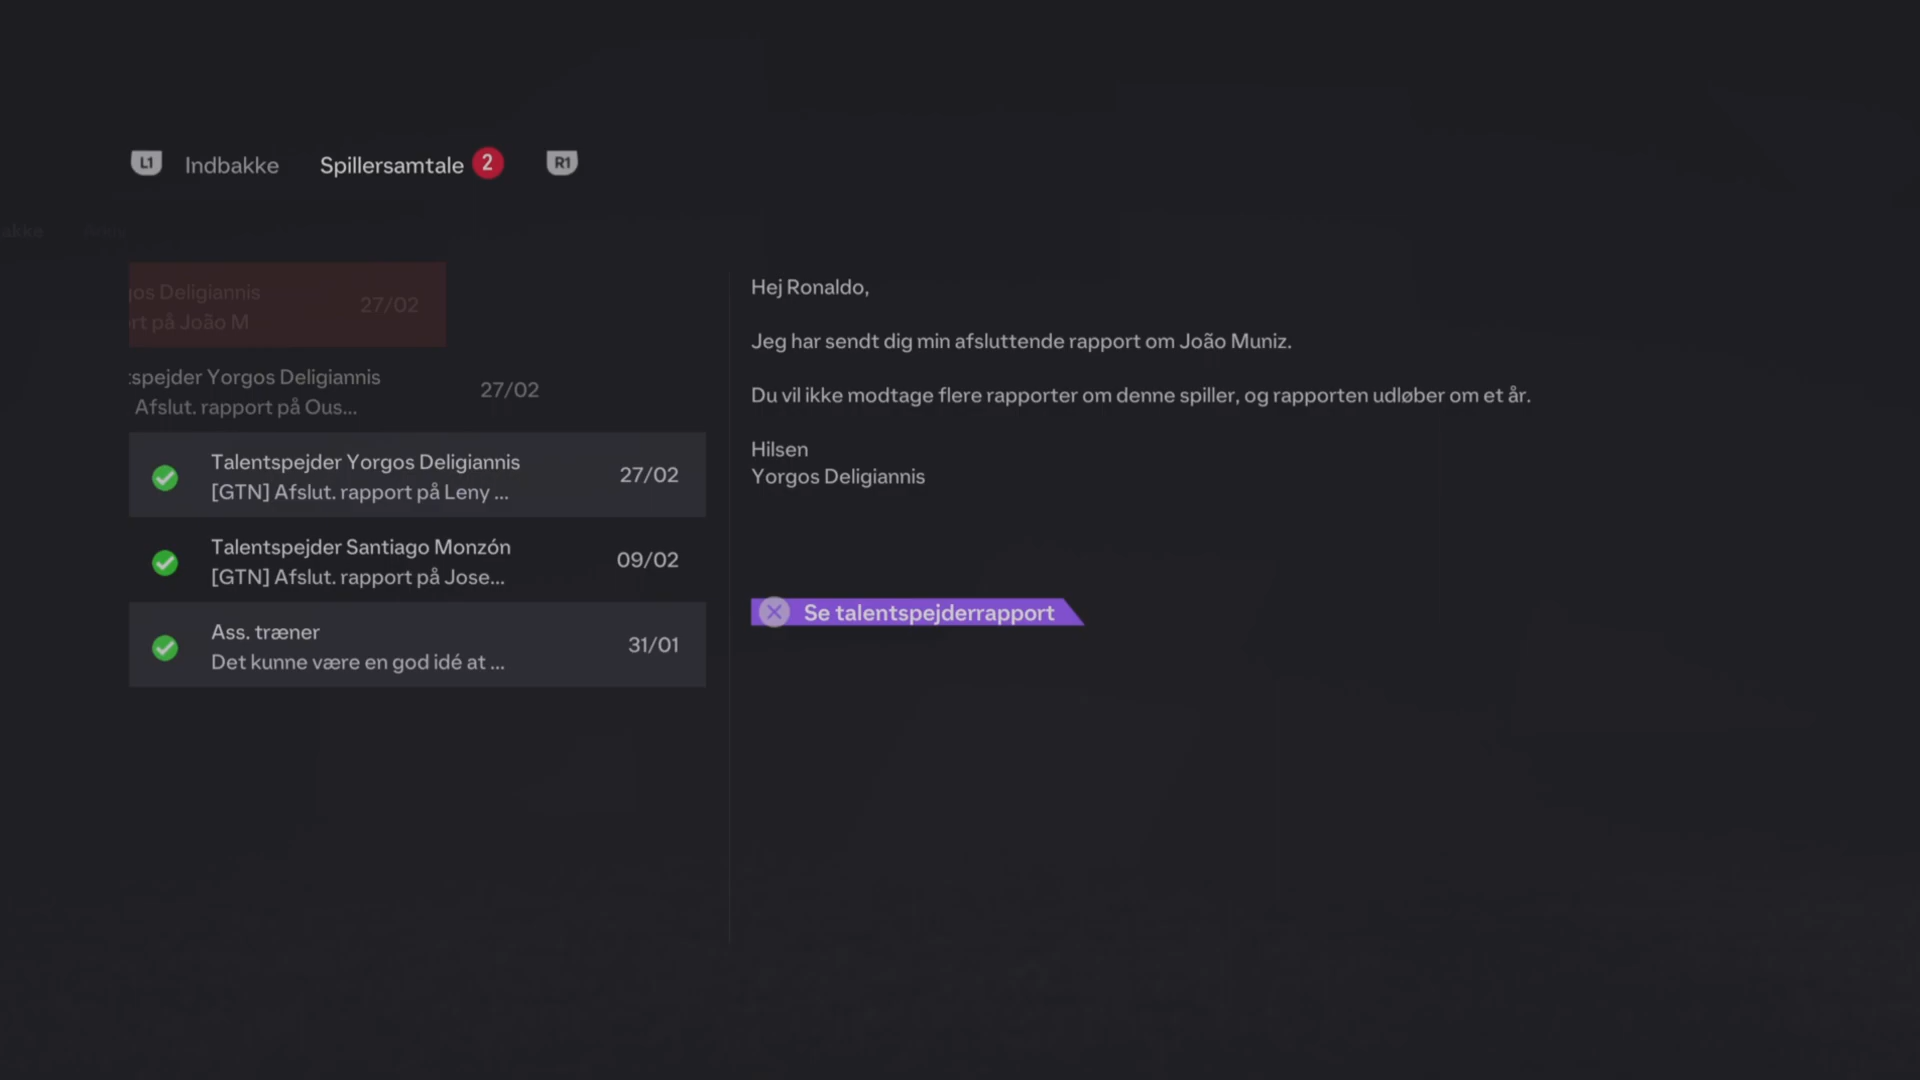 L1 Indbakke Spillersamtale 2 R1
gos Deligiannis 27/02
rt på João M
spejder Yorgos Deligiannis 27/02
Afslut. rapport på Ous...
Talentspejder Yorgos Deligiannis 27/02
[GTN] Afslut. rapport på Leny ...
Talentspejder Santiago Monzón 09/02
[GTN] Afslut. rapport på Jose...
Ass. træner 31/01
Det kunne være en god idé at ...
Hej Ronaldo,
Jeg har sendt dig min afsluttende rapport om João Muniz.
Du vil ikke modtage flere rapporter om denne spiller, og rapporten udløber om et år.
Hilsen
Yorgos Deligiannis
Se talentspejderrapport